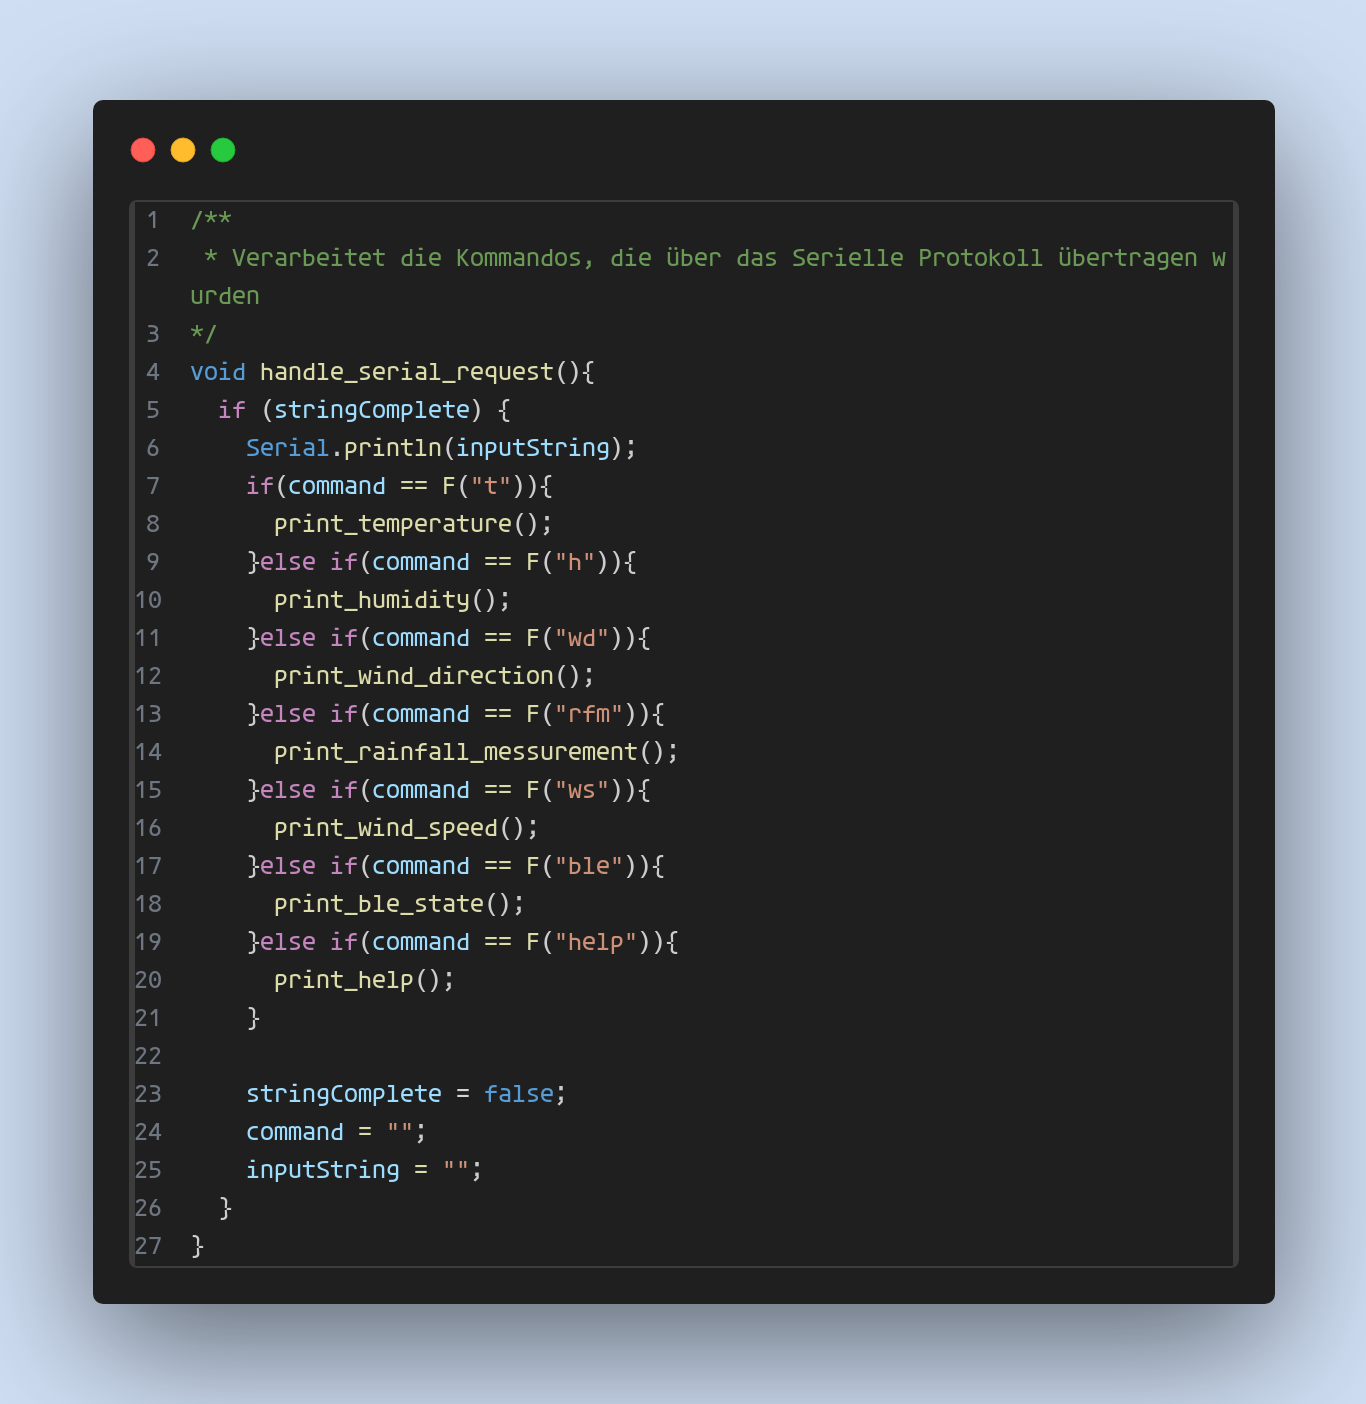 1 /**
2  * Verarbeitet die Kommandos, die über das Serielle Protokoll übertragen w
urden
3 */
4 void handle_serial_request(){
5   if (stringComplete) {
6     Serial.println(inputString);
7     if(command == F("t")){
8       print_temperature();
9     }else if(command == F("h")){
10       print_humidity();
11     }else if(command == F("wd")){
12       print_wind_direction();
13     }else if(command == F("rfm")){
14       print_rainfall_messurement();
15     }else if(command == F("ws")){
16       print_wind_speed();
17     }else if(command == F("ble")){
18       print_ble_state();
19     }else if(command == F("help")){
20       print_help();
21     }
22
23     stringComplete = false;
24     command = "";
25     inputString = "";
26   }
27 }